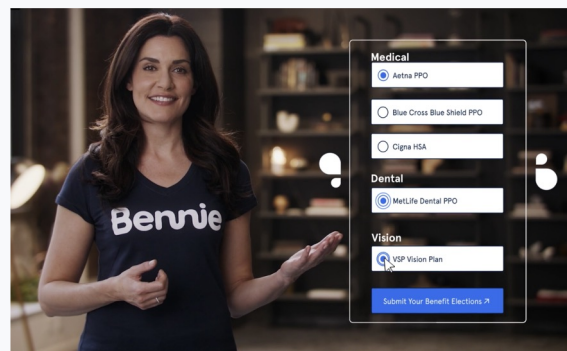 Bennie
Medical
Aetna PPO
Blue Cross Blue Shield PPO
Cigna HSA
Dental
MetLife Dental PPO
Vision
VSP Vision Plan
Submit Your Benefit Elections